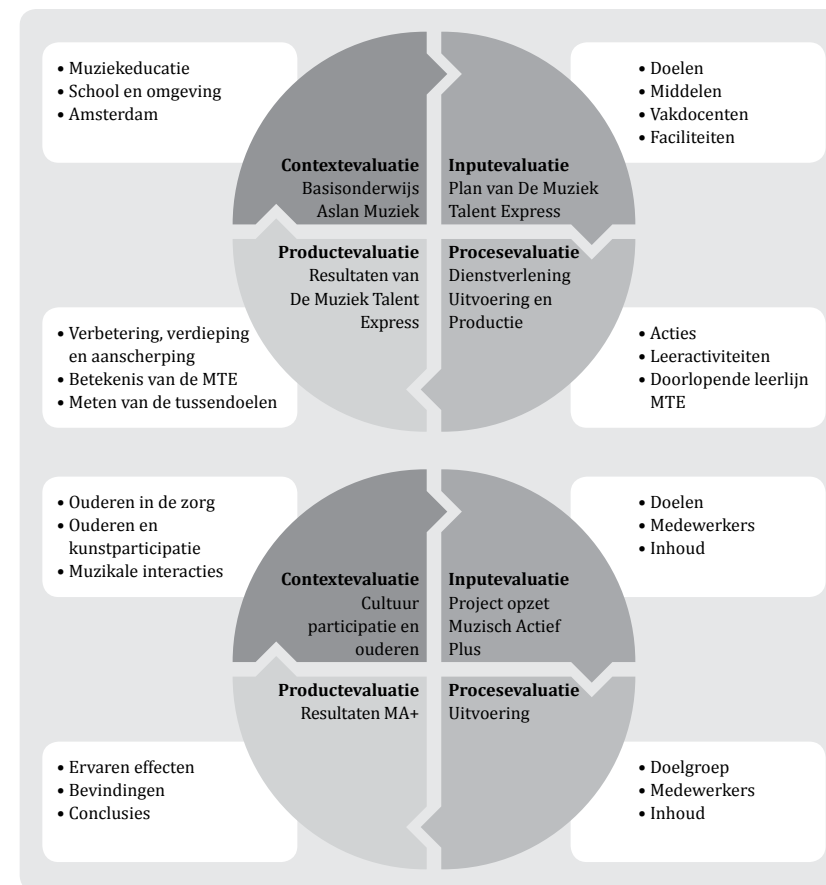 • Muziekeducatie
• School en omgeving
• Amsterdam
• Doelen
• Middelen
• Vakdocenten
• Faciliteiten
Contextevaluatie
Basisonderwijs
Aslan Muziek
Inputevaluatie
Plan van De Muziek
Talent Express
Productevaluatie
Resultaten van
De Muziek Talent
Express
Procesevaluatie
Dienstverlening
Uitvoering en
Productie
• Verbetering, verdieping
en aanscherping
• Betekenis van de MTE
• Meten van de tussendoelen
• Acties
• Leeractiviteiten
• Doorlopende leerlijn
MTE
• Ouderen in de zorg
• Ouderen en
kunstparticipatie
• Muzikale interacties
• Doelen
• Medewerkers
• Inhoud
Contextevaluatie
Cultuur
participatie en
ouderen
Inputevaluatie
Project opzet
Muzisch Actief
Plus
Productevaluatie
Resultaten MA+
Procesevaluatie
Uitvoering
• Ervaren effecten
• Bevindingen
• Conclusies
• Doelgroep
• Medewerkers
• Inhoud